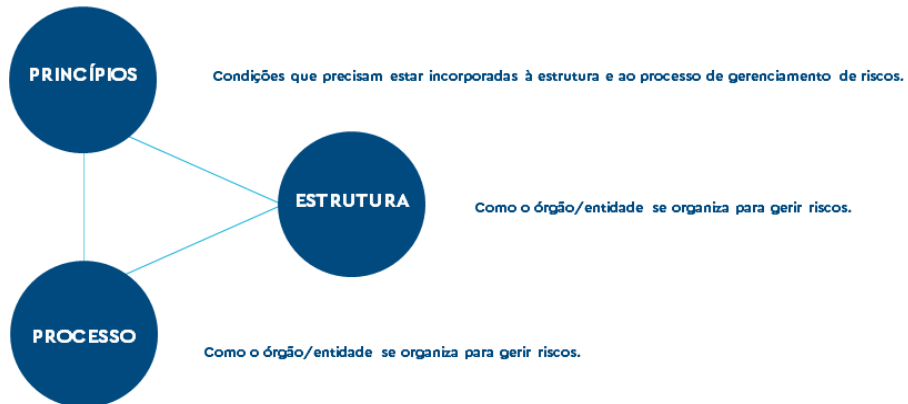 PRINCÍPIOS
Condições que precisam estar incorporadas à estrutura e ao processo de gerenciamento de riscos.
ESTRUTURA
Como o órgão/entidade se organiza para gerir riscos.
PROCESSO
Como o órgão/entidade se organiza para gerir riscos.